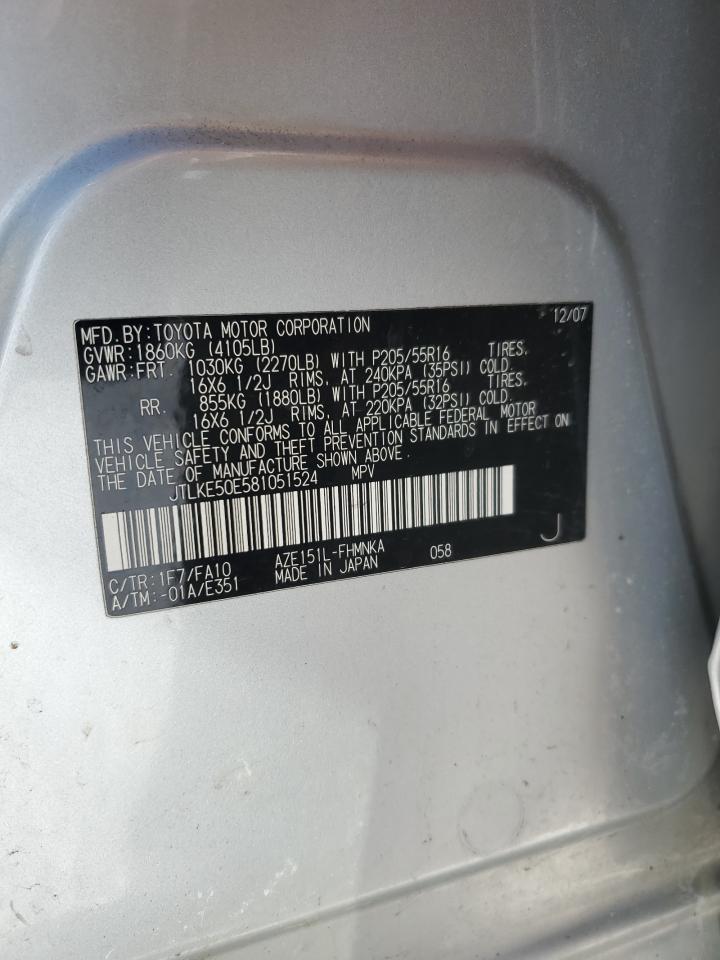 12/07
MFD.BY:TOYOTA MOTOR CORPORATION
GVWR:1860KG (4105LB)
GAWR:FRT. 1030KG (2270LB) WITH P205/55R16 TIRES,
16X6 1/2J RIMS, AT 240KPA (35PSI) COLD.
RR. 855KG (1880LB) WITH P205/55R16 TIRES,
16X6 1/2J RIMS, AT 220KPA (32PSI) COLD.
THIS VEHICLE CONFORMS TO ALL APPLICABLE FEDERAL MOTOR
VEHICLE SAFETY AND THEFT PREVENTION STANDARDS IN EFFECT ON
THE DATE OF MANUFACTURE SHOWN ABOVE.
JTLKE50E581051524 MPV
J
C/TR:1F7/FA10 AZE151L-FHMNKA 058
A/TM:-01A/E351 MADE IN JAPAN